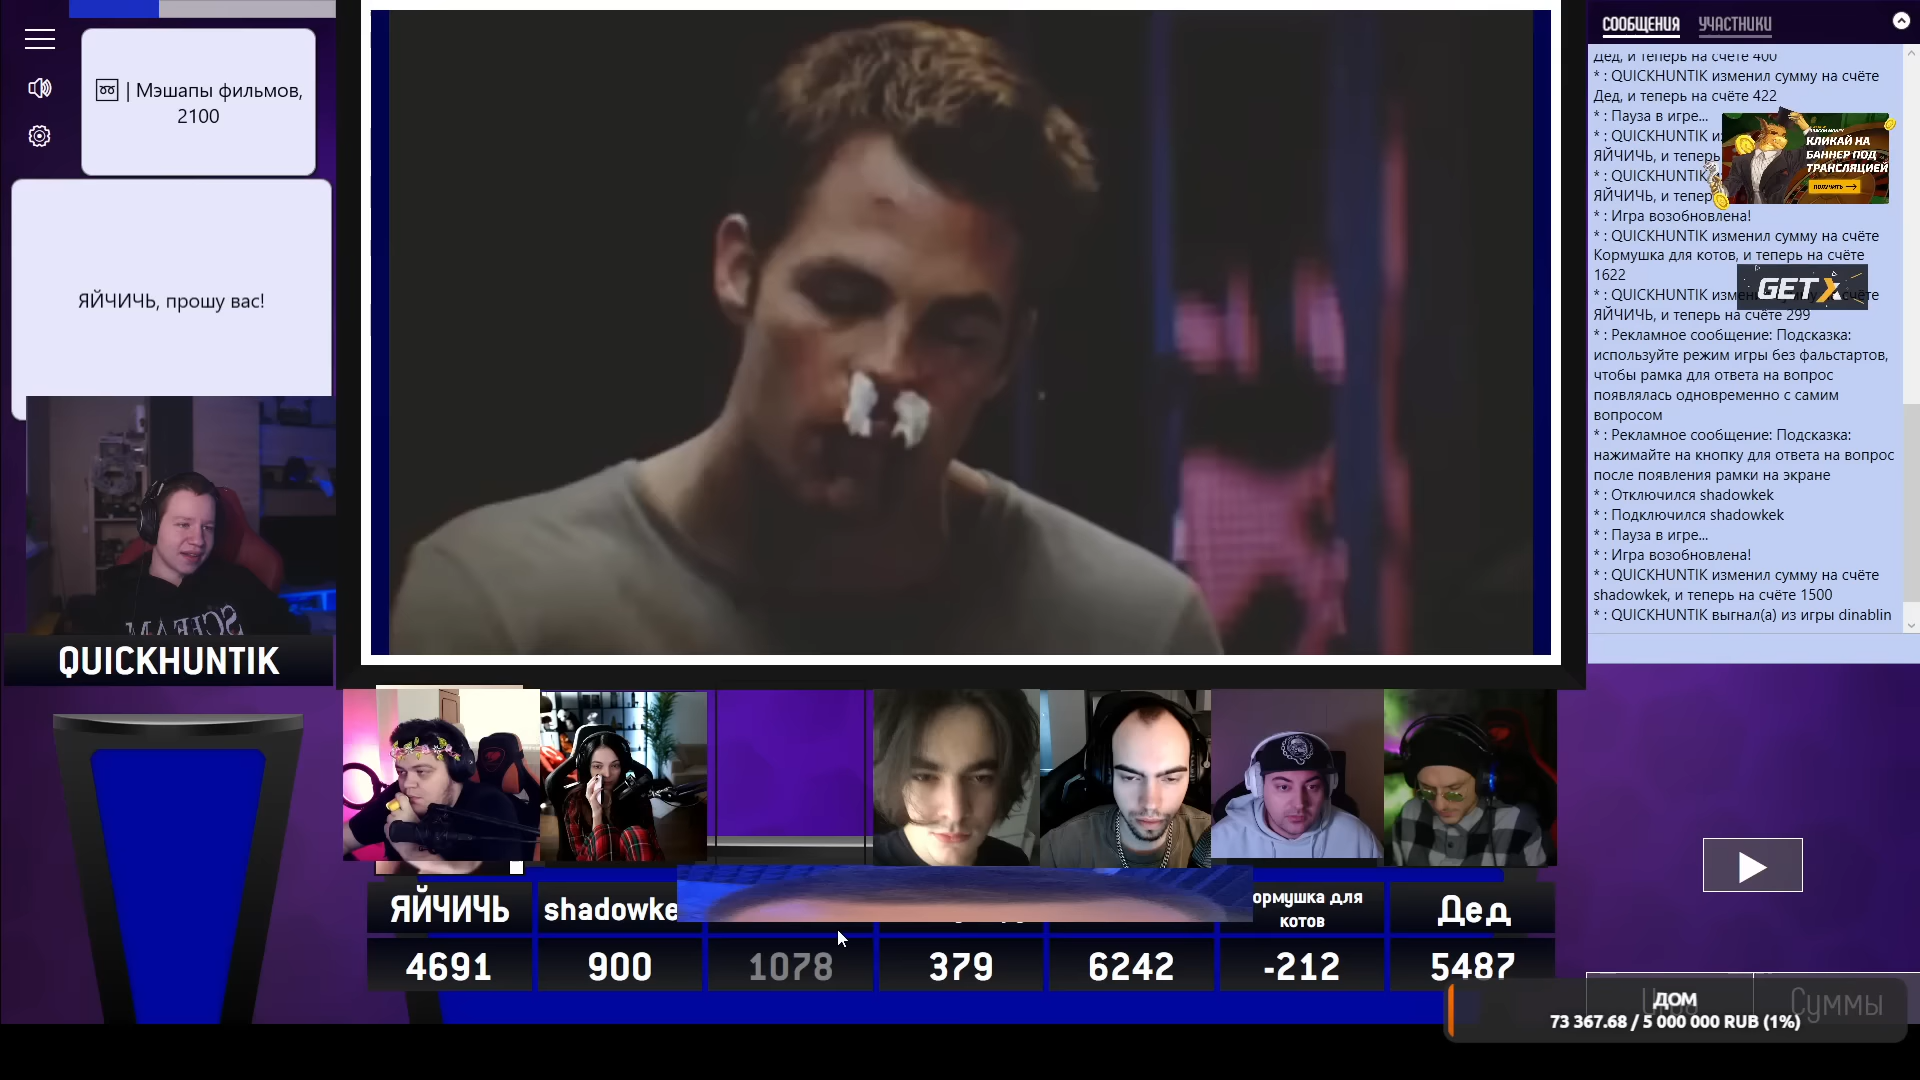 | Мэшапы фильмов,
2100
ЯЙЧИЧЬ, прошу вас!
QUICKHUNTIK
СООБЩЕНИЯ
УЧАСТНИКИ
Дед, и теперь на счёте 400
* : QUICKHUNTIK изменил сумму на счёте
Дед, и теперь на счёте 422
* : Пауза в игре...
* : QUICKHUNTIK из
ЯЙЧИЧЬ, и теперь
* : QUICKHUNTIK
ЯЙЧИЧЬ, и тепер
* : Игра возобновлена!
* : QUICKHUNTIK изменил сумму на счёте
Кормушка для котов, и теперь на счёте
1622
* : QUICKHUNTIK измен сумму на счёте
ЯЙЧИЧЬ, и теперь на счёте 299
* : Рекламное сообщение: Подсказка:
используйте режим игры без фальстартов,
чтобы рамка для ответа на вопрос
появлялась одновременно с самим
вопросом
* : Рекламное сообщение: Подсказка:
нажимайте на кнопку для ответа на вопрос
после появления рамки на экране
* : Отключился shadowkek
* : Подключился shadowkek
* : Пауза в игре...
* : Игра возобновлена!
* : QUICKHUNTIK изменил сумму на счёте
shadowkek, и теперь на счёте 1500
* : QUICKHUNTIK выгнал(а) из игры dinablin
КЛИКАЙ НА
БАННЕР ПОД
ТРАНСЛЯЦИЕЙ
ПОЛУЧИТЬ
GETX
SCREAM
ЯЙЧИЧЬ
shadowke
ормушка для
котов
Дед
4691
900
1078
379
6242
-212
5487
Суммы
ДОМ
73 367.68 / 5 000 000 RUB (1%)